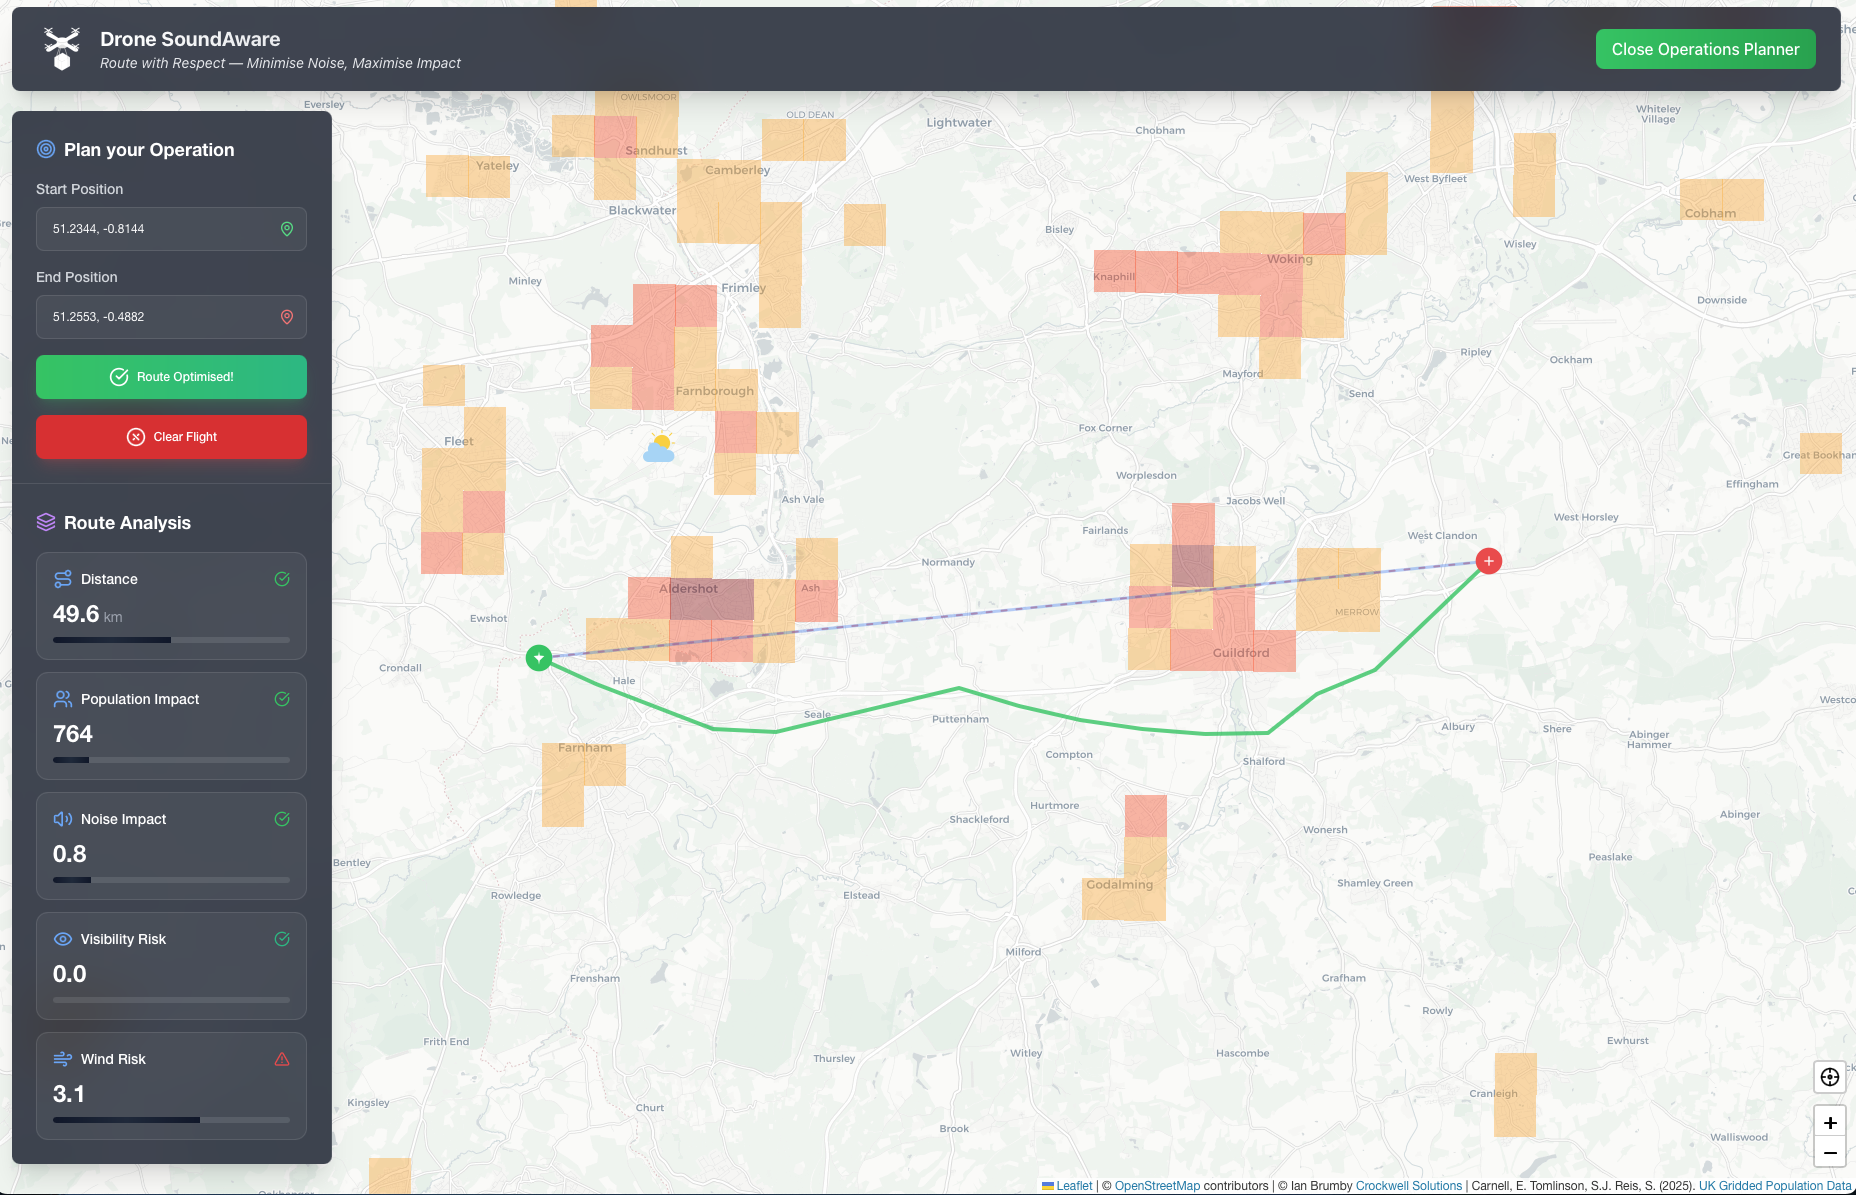 Drone SoundAware
Route with Respect — Minimise Noise, Maximise Impact
Close Operations Planner
Plan your Operation
Start Position
51.2344, -0.8144
End Position
51.2553, -0.4882
Route Optimised!
Clear Flight
Route Analysis
Distance
49.6 km
Population Impact
764
Noise Impact
0.8
Visibility Risk
0.0
Wind Risk
3.1
Eversley
OWLSMOOR
OLD DEAN
Lightwater
Chobham
Whiteley
Village
Sandhurst
Yateley
Camberley
West Byfleet
Blackwater
Cobham
Bisley
Wisley
Woking
Knaphill
Minley
Frimley
Downside
Ripley
Ockham
Mayford
Send
Farnborough
Fox Corner
Fleet
Great Bookham
Worplesdon
Effingham
Ash Vale
Jacobs Well
West Horsley
Fairlands
West Clandon
Normandy
Aldershot
Ash
MERROW
Ewshot
Guildford
Crondall
Hale
Seale
Puttenham
Albury
Shere
Abinger
Hammer
Farnham
Compton
Shalford
Hurtmore
Shackleford
Abinger
Wonersh
Bentley
Peaslake
Godalming
Shamley Green
Rowledge
Elstead
Milford
Frensham
Grafham
Rowly
Frith End
Thursley
Witley
Hascombe
Ewhurst
Cranleigh
Kingsley
Churt
Brook
Walliswood
+
−
Leaflet | © OpenStreetMap contributors | © Ian Brumby Crockwell Solutions | Carnell, E. Tomlinson, S.J. Reis, S. (2025). UK Gridded Population Data